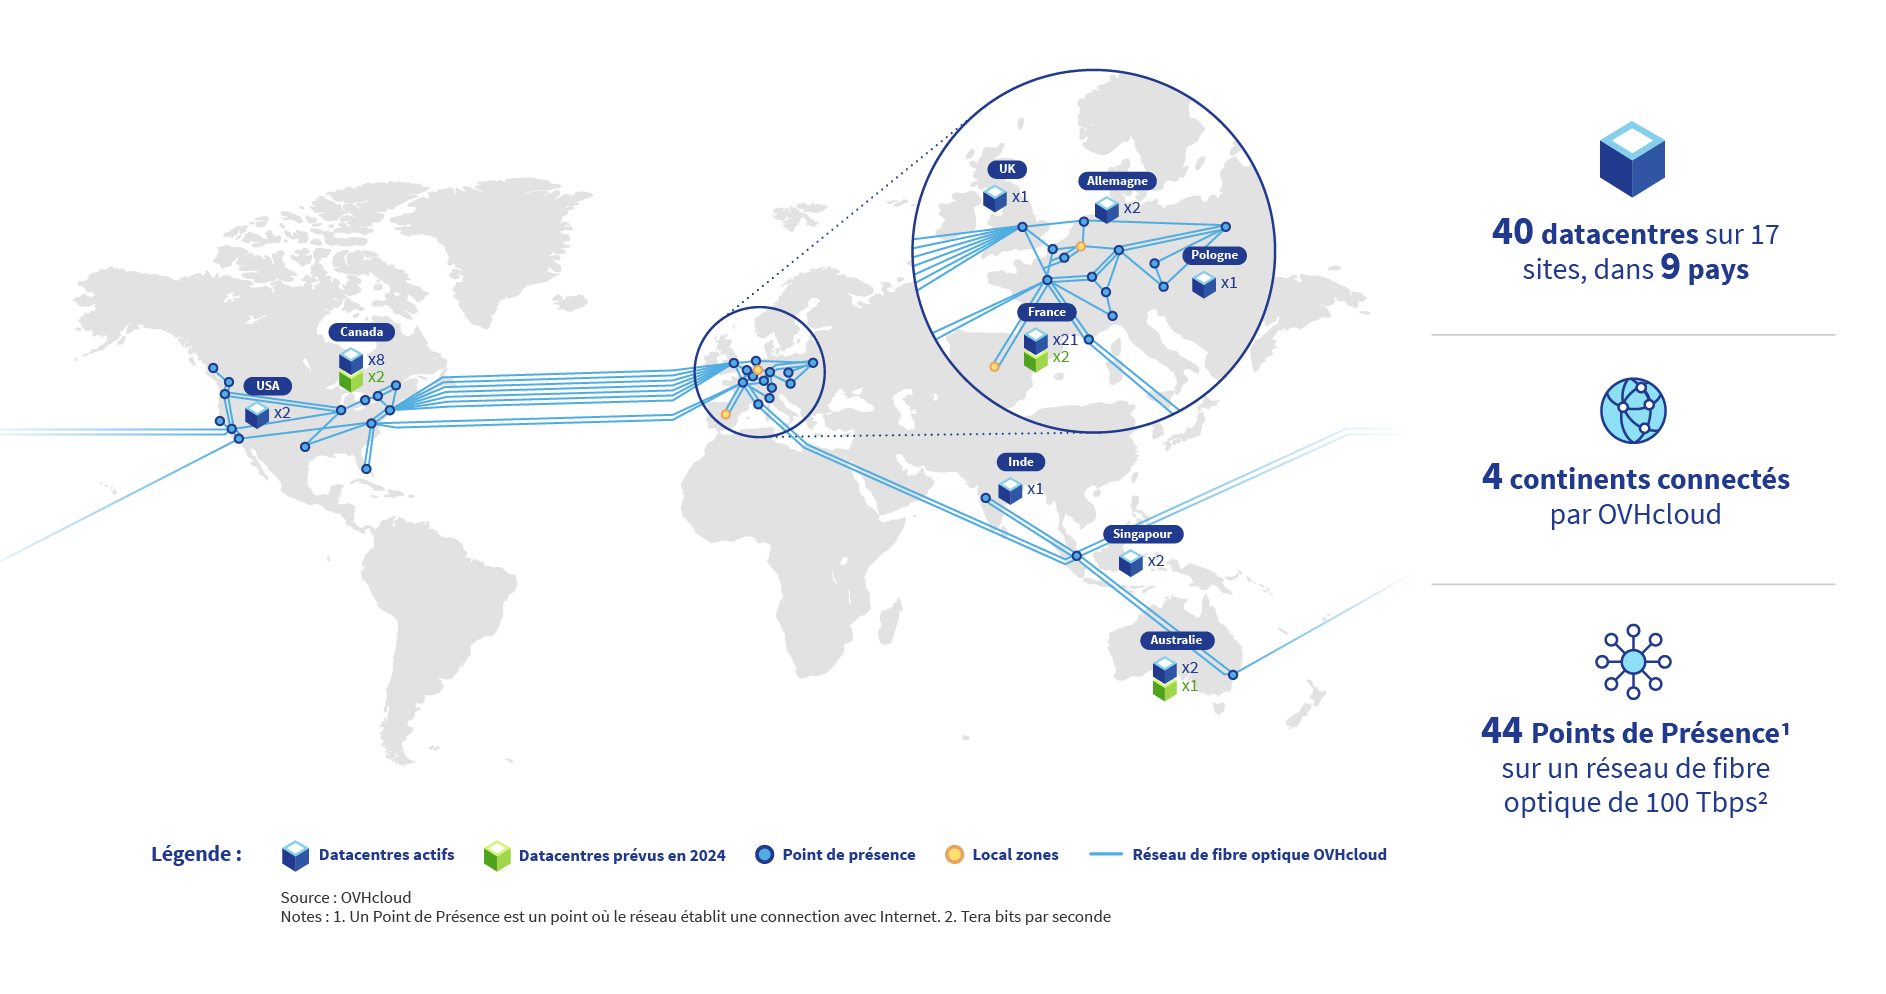 UK
x1
Allemagne
x2
Pologne
x1
France
x21
x2
Canada
x8
x2
USA
x2
Inde
x1
Singapour
x2
Australie
x2
x1
40 datacentres sur 17
sites, dans 9 pays
4 continents connectés
par OVHcloud
44 Points de Présence¹
sur un réseau de fibre
optique de 100 Tbps²
Légende :
Datacentres actifs
Datacentres prévus en 2024
Point de présence
Local zones
Réseau de fibre optique OVHcloud
Source : OVHcloud
Notes : 1. Un Point de Présence est un point où le réseau établit une connection avec Internet. 2. Tera bits par seconde